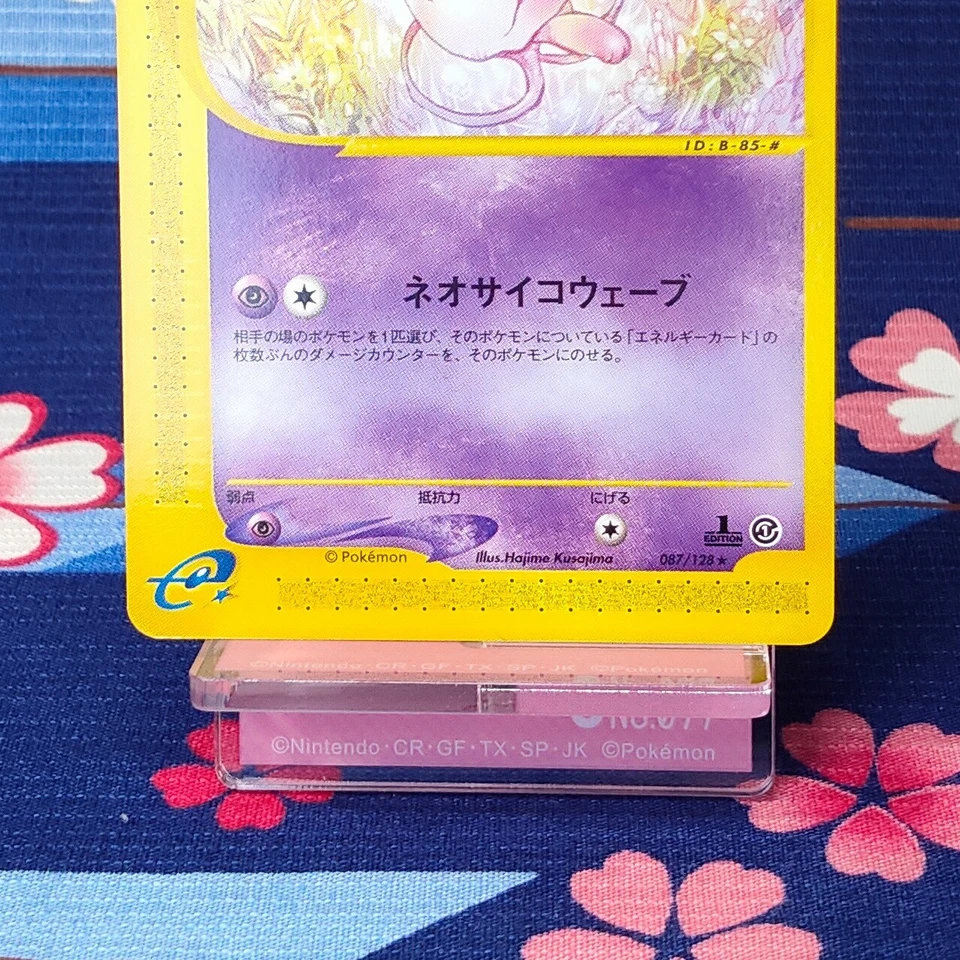 ID:B-85-#
ネオサイコウェーブ
相手の場のポケモンを1匹選び、そのポケモンについている「エネルギーカード」の
枚数ぶんのダメージカウンターを、そのポケモンにのせる。
弱点 抵抗力 にげる
1 EDITION
© Pokémon Illus.Hajime Kusajima 087/128★
©Nintendo・CR・GF・TX・SP・JK ©Pokémon
©Nintendo・CR・GF・TX・SP・JK ©Pokémon